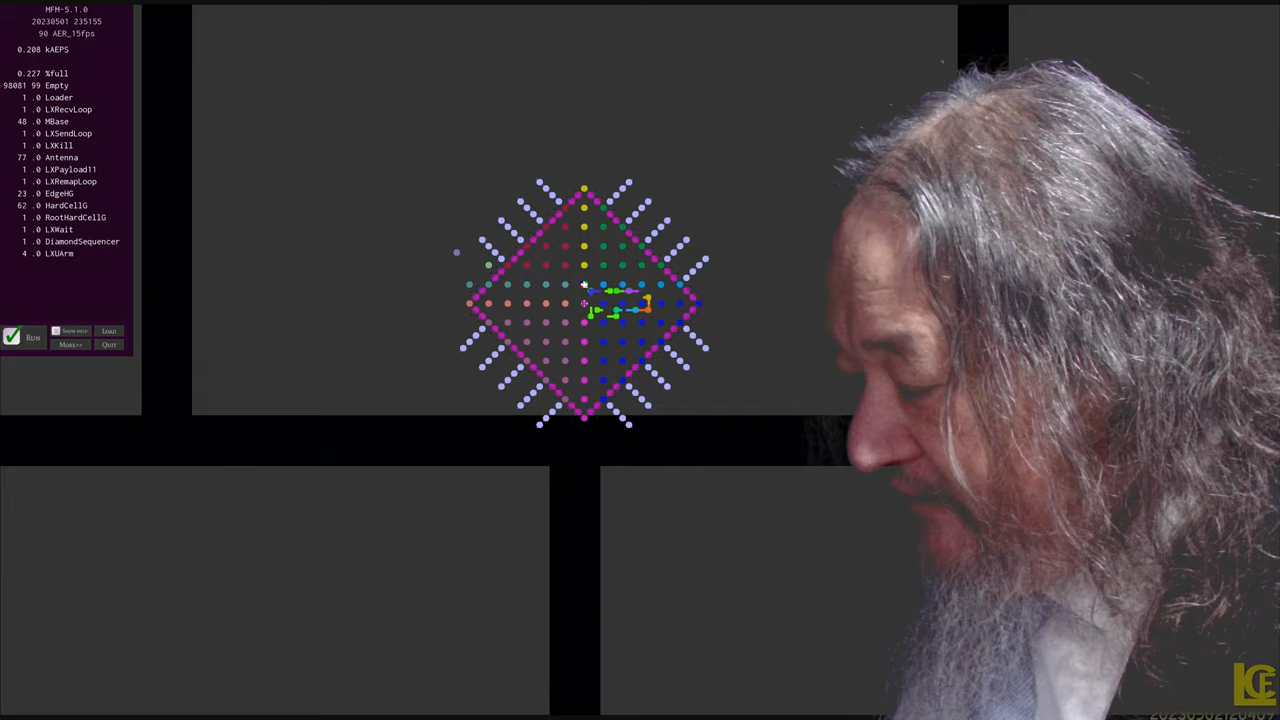 MFM-5.1.0
20230501 235155
90 AER_15fps
0.208 kAEPS
0.227 %full
98081 99 Empty
1 .0 Loader
1 .0 LXRecvLoop
48 .0 MBase
1 .0 LXSendLoop
1 .0 LXKill
77 .0 Antenna
1 .0 LXPayload11
1 .0 LXRemapLoop
23 .0 EdgeHG
62 .0 HardCellG
1 .0 RootHardCellG
1 .0 LXWait
1 .0 DiamondSequencer
4 .0 LXUArm
RUN
SHOW HELP
LOAD
MORE>>
QUIT